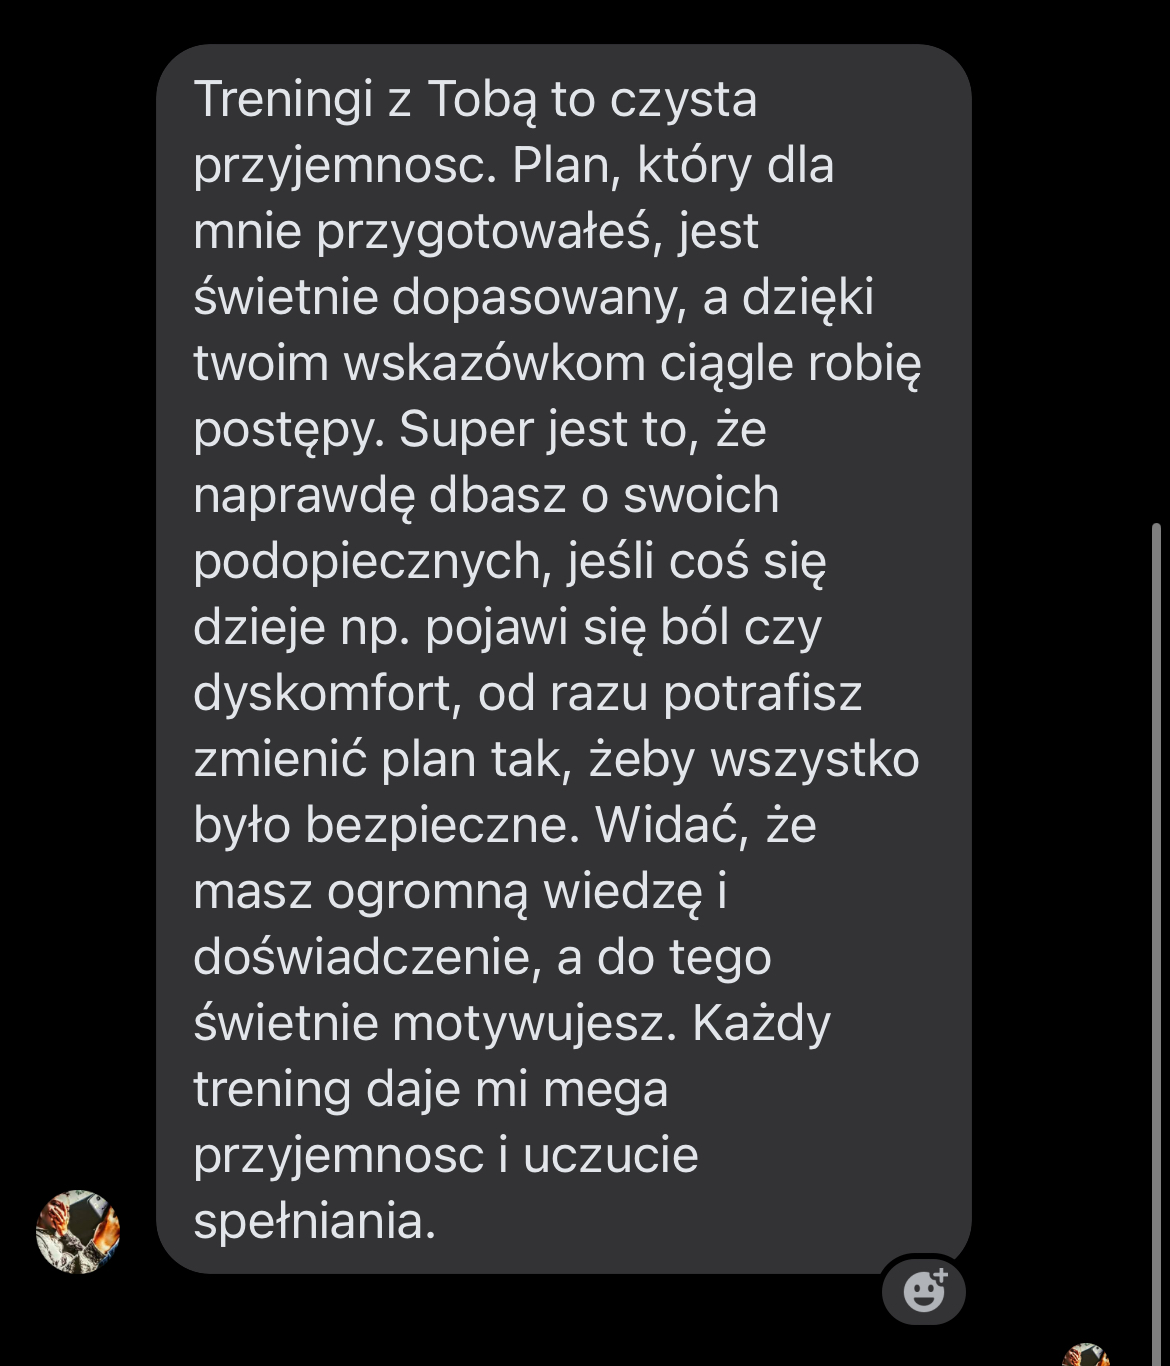 Treningi z Tobą to czysta
przyjemnosc. Plan, który dla
mnie przygotowałeś, jest
świetnie dopasowany, a dzięki
twoim wskazówkom ciągle robię
postępy. Super jest to, że
naprawdę dbasz o swoich
podopiecznych, jeśli coś się
dzieje np. pojawi się ból czy
dyskomfort, od razu potrafisz
zmienić plan tak, żeby wszystko
było bezpieczne. Widać, że
masz ogromną wiedzę i
doświadczenie, a do tego
świetnie motywujesz. Każdy
trening daje mi mega
przyjemnosc i uczucie
spełniania.